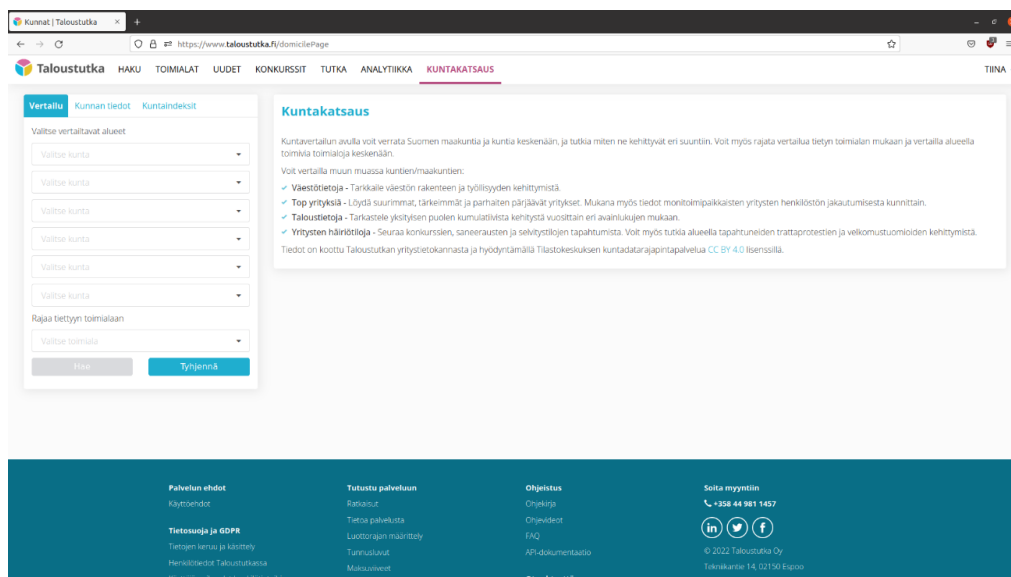 Kunnat | Taloustutka
https://www.taloustutka.fi/domicilePage
Taloustutka HAKU TOIMIALAT UUDET KONKURSSIT TUTKA ANALYTIIKKA KUNTAKATSAUS TIINA
Vertailu Kunnan tiedot Kuntaindeksit
Valitse vertailtavat alueet
Valitse kunta
Valitse kunta
Valitse kunta
Valitse kunta
Valitse kunta
Valitse kunta
Rajaa tiettyyn toimialaan
Valitse toimiala
Hae Tyhjennä
Kuntakatsaus
Kuntavertailun avulla voit verrata Suomen maakuntia ja kuntia keskenään, ja tutkia miten ne kehittyvät eri suuntiin. Voit myös rajata vertailua tietyn toimialan mukaan ja vertailla alueella
toimivia toimialoja keskenään.
Voit vertailla muun muassa kuntien/maakuntien:
Väestötietoja - Tarkkaile väestön rakenteen ja työllisyyden kehittymistä.
Top yrityksiä - Löydä suurimmat, tärkeimmät ja parhaiten pärjäävät yritykset. Mukana myös tiedot monitoimipaikkaisten yritysten henkilöstön jakautumisesta kunnittain.
Taloustietoja - Tarkastele yksityisen puolen kumulatiivista kehitystä vuosittain eri avainlukujen mukaan.
Yritysten häiriötiloja - Seuraa konkurssien, saneerausten ja selvitystilojen tapahtumista. Voit myös tutkia alueella tapahtuneiden trattaprotestien ja velkomustuomioiden kehittymistä.
Tiedot on koottu Taloustutkan yritystietokannasta ja hyödyntämällä Tilastokeskuksen kuntadatarajapintapalvelua CC BY 4.0 lisenssillä.
Palvelun ehdot
Käyttöehdot
Tietosuoja ja GDPR
Tietojen keruu ja käsittely
Henkilötiedot Taloustutkassa
Tutustu palveluun
Ratkaisut
Tietoa palvelusta
Luottorajan määrittely
Tunnusluvut
Maksuviiveet
Ohjeistus
Ohjekirja
Ohjevideot
FAQ
API-dokumentaatio
Soita myyntiin
+358 44 981 1457
© 2022 Taloustutka Oy
Tekniikantie 14, 02150 Espoo